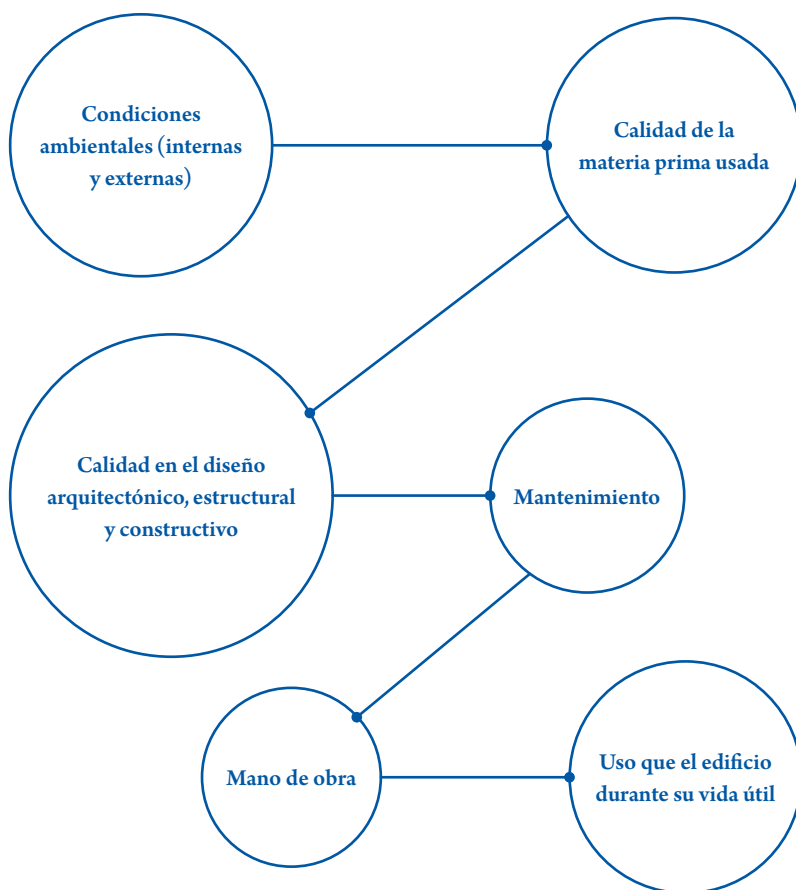 Condiciones
ambientales (internas
y externas)
Calidad de la
materia prima usada
Calidad en el diseño
arquitectónico, estructural
y constructivo
Mantenimiento
Mano de obra
Uso que el edificio
durante su vida útil